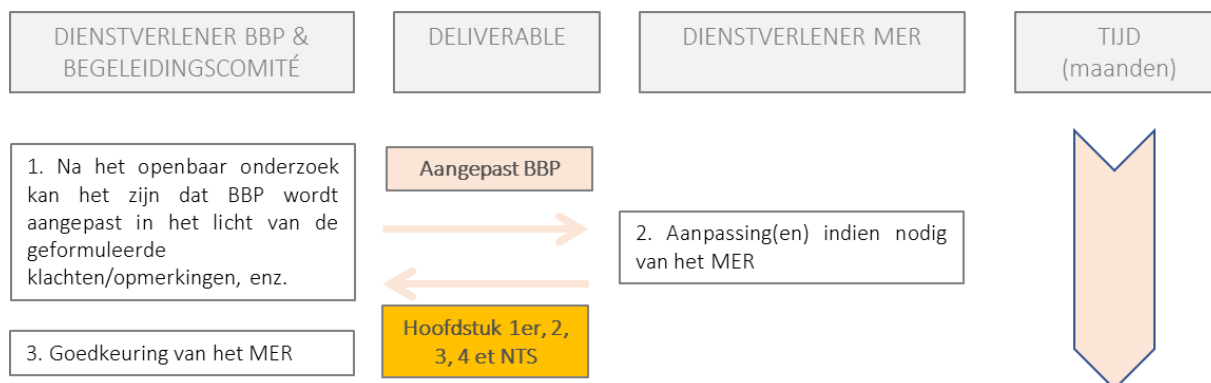 DIENSTVERLENER BBP &
BEGELEIDINGSCOMITÉ
DELIVERABLE
DIENSTVERLENER MER
TIJD
(maanden)
1. Na het openbaar onderzoek
kan het zijn dat BBP wordt
aangepast in het licht van de
geformuleerde
klachten/opmerkingen, enz.
Aangepast BBP
2. Aanpassing(en) indien nodig
van het MER
Hoofdstuk 1er, 2,
3, 4 et NTS
3. Goedkeuring van het MER